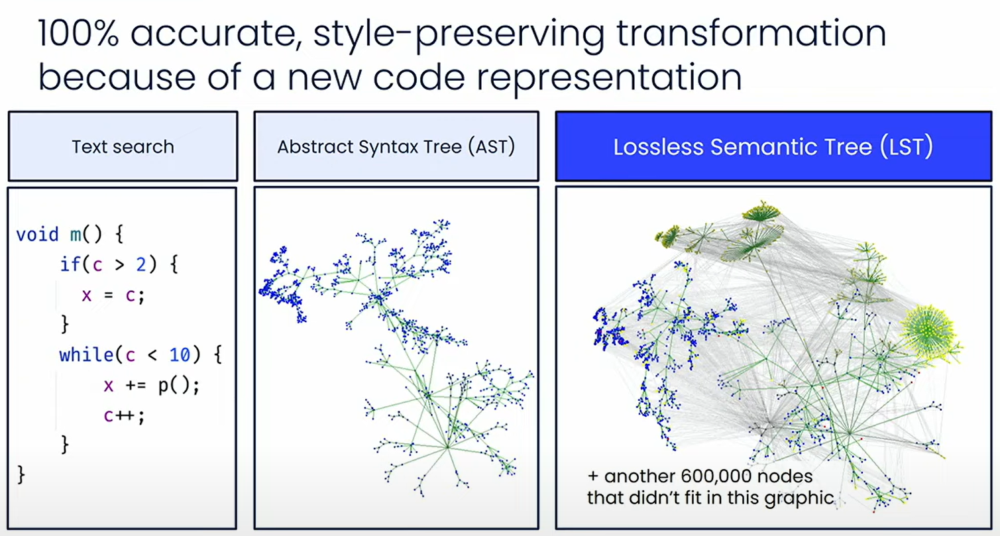 100% accurate, style-preserving transformation
because of a new code representation
Text search
void m() {
if(c > 2) {
x = c;
}
while(c < 10) {
x += p();
c++;
}
}
Abstract Syntax Tree (AST)
Lossless Semantic Tree (LST)
+ another 600,000 nodes
that didn’t fit in this graphic